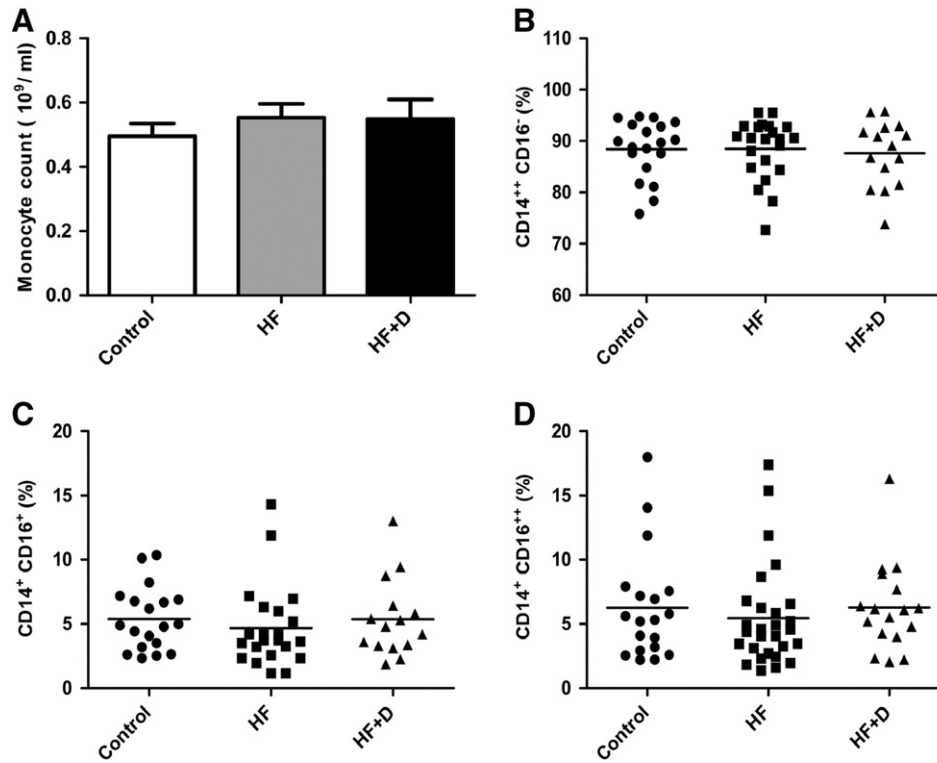 A
Monocyte count ( 10⁹/ ml)
0.8
0.6
0.4
0.2
0.0
Control
HF
HF+D
B
CD14⁺⁺ CD16⁻ (%)
110
100
90
80
70
60
Control
HF
HF+D
C
CD14⁺ CD16⁺ (%)
20
15
10
5
0
Control
HF
HF+D
D
CD14⁺ CD16⁺⁺ (%)
20
15
10
5
0
Control
HF
HF+D